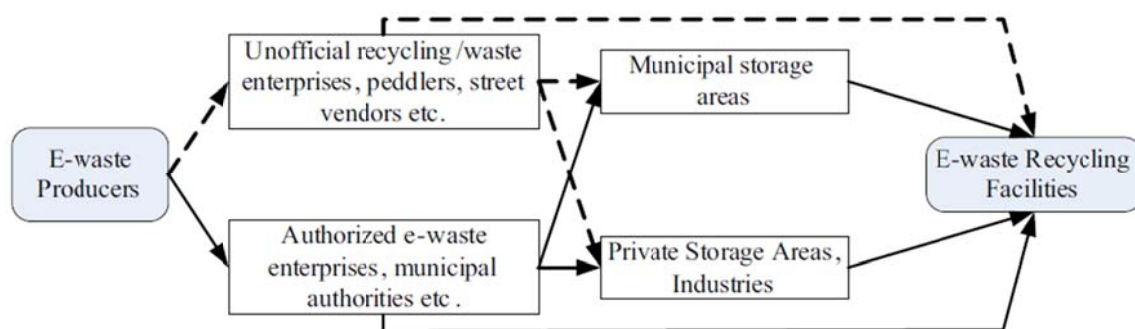 Unofficial recycling /waste
enterprises, peddlers, street
vendors etc.
Municipal storage
areas
E-waste
Producers
E-waste Recycling
Facilities
Authorized e-waste
enterprises, municipal
authorities etc .
Private Storage Areas,
Industries